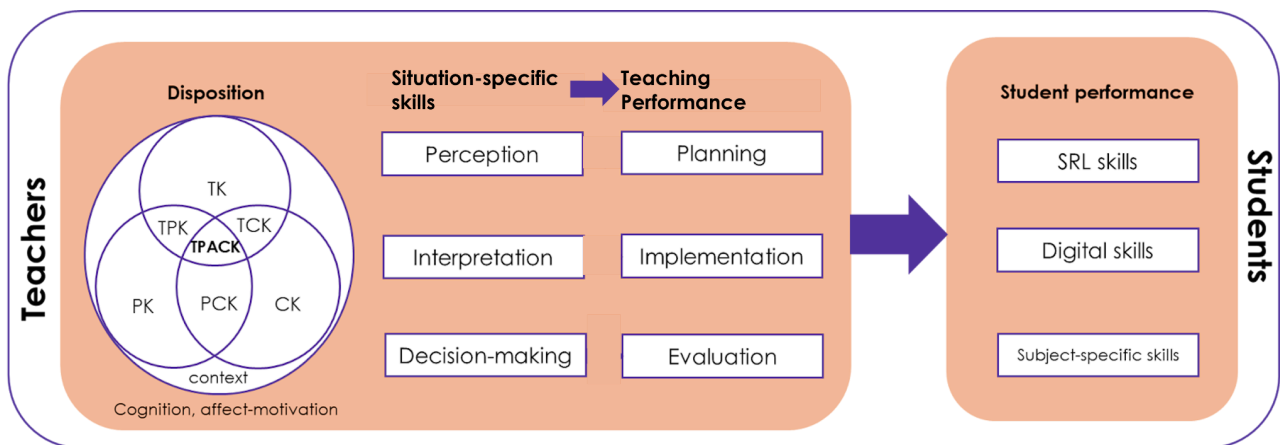 Teachers
Disposition
TK
TPK
TCK
TPACK
PK
PCK
CK
context
Cognition, affect-motivation
Situation-specific
skills
Teaching
Performance
Perception
Planning
Interpretation
Implementation
Decision-making
Evaluation
Student performance
SRL skills
Digital skills
Subject-specific skills
Students